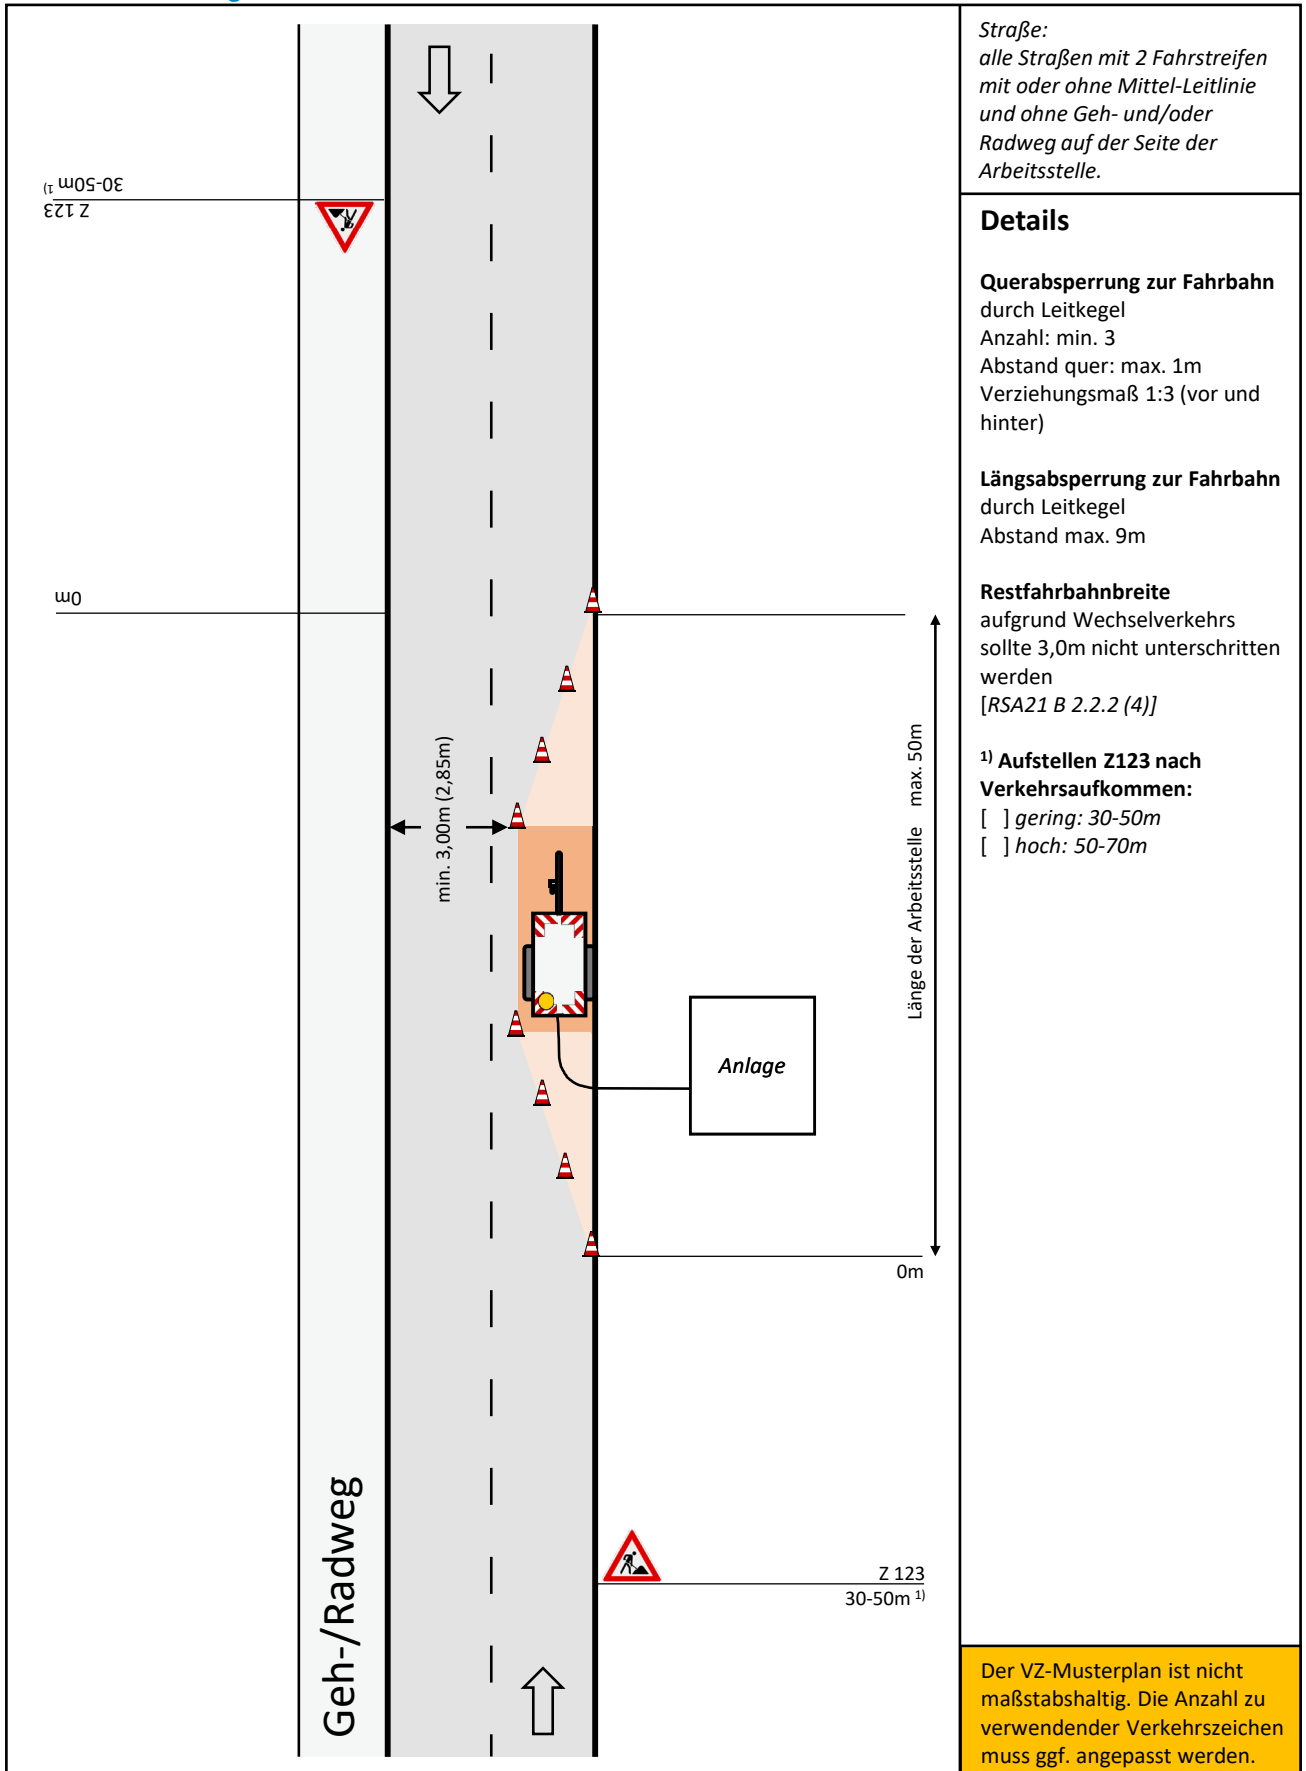 Straße:
alle Straßen mit 2 Fahrstreifen
mit oder ohne Mittel-Leitlinie
und ohne Geh- und/oder
Radweg auf der Seite der
Arbeitsstelle.
Details
Querabsperrung zur Fahrbahn
durch Leitkegel
Anzahl: min. 3
Abstand quer: max. 1m
Verziehungsmaß 1:3 (vor und
hinter)
Längsabsperrung zur Fahrbahn
durch Leitkegel
Abstand max. 9m
Restfahrbahnbreite
aufgrund Wechselverkehrs
sollte 3,0m nicht unterschritten
werden
[RSA21 B 2.2.2 (4)]
1) Aufstellen Z123 nach
Verkehrsaufkommen:
[ ] gering: 30-50m
[ ] hoch: 50-70m
Der VZ-Musterplan ist nicht
maßstabshaltig. Die Anzahl zu
verwendender Verkehrszeichen
muss ggf. angepasst werden.
Z 123
30-50m 1)
0m
min. 3,00m (2,85m)
Länge der Arbeitsstelle max. 50m
Anlage
0m
Z 123
30-50m 1)
Geh-/Radweg